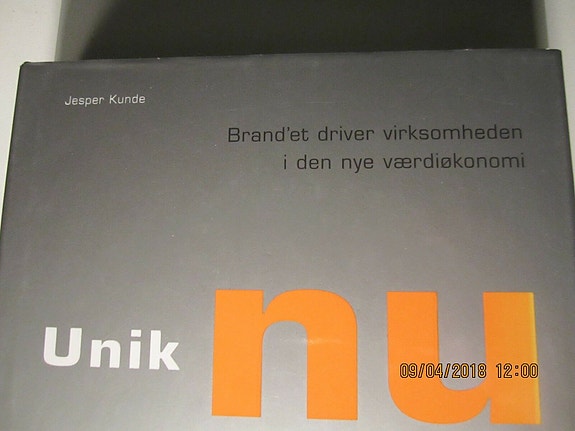 Jesper Kunde
Brand'et driver virksomheden
i den nye værdiøkonomi
Unik nu
09/04/2018 12:00